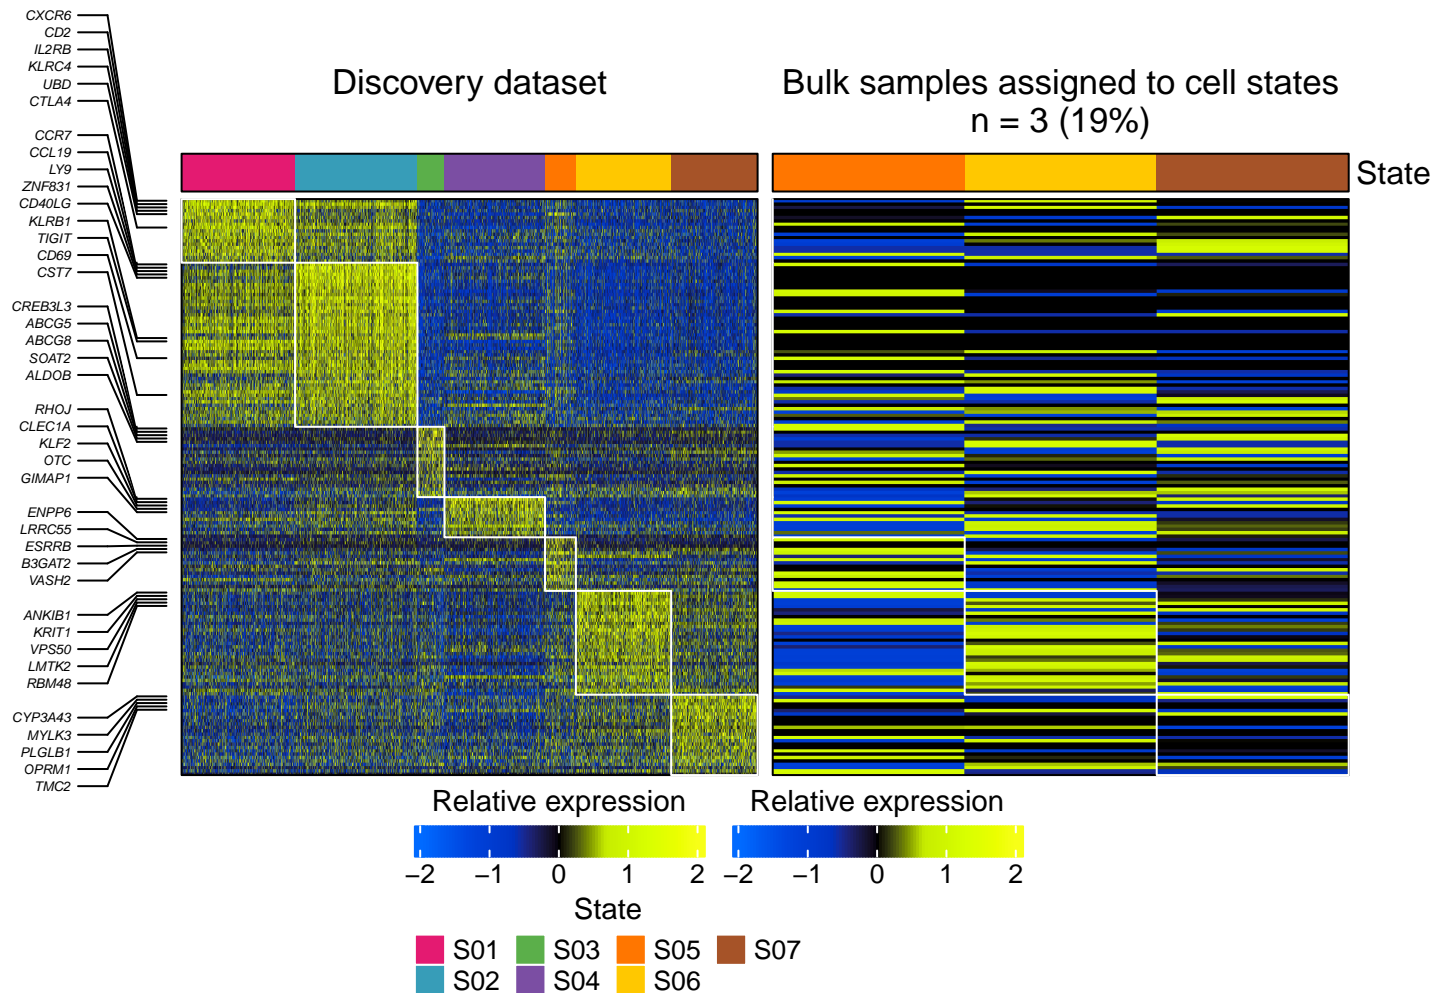 CXCR6
CD2
IL2RB
KLRC4
UBD
CTLA4
CCR7
CCL19
LY9
ZNF831
CD40LG
KLRB1
TIGIT
CD69
CST7
CREB3L3
ABCG5
ABCG8
SOAT2
ALDOB
RHOJ
CLEC1A
KLF2
OTC
GIMAP1
ENPP6
LRRC55
ESRRB
B3GAT2
VASH2
ANKIB1
KRIT1
VPS50
LMTK2
RBM48
CYP3A43
MYLK3
PLGLB1
OPRM1
TMC2
Discovery dataset
Bulk samples assigned to cell states
n = 3 (19%)
State
Relative expression
−2 −1 0 1 2
Relative expression
−2 −1 0 1 2
State
S01 S03 S05 S07
S02 S04 S06